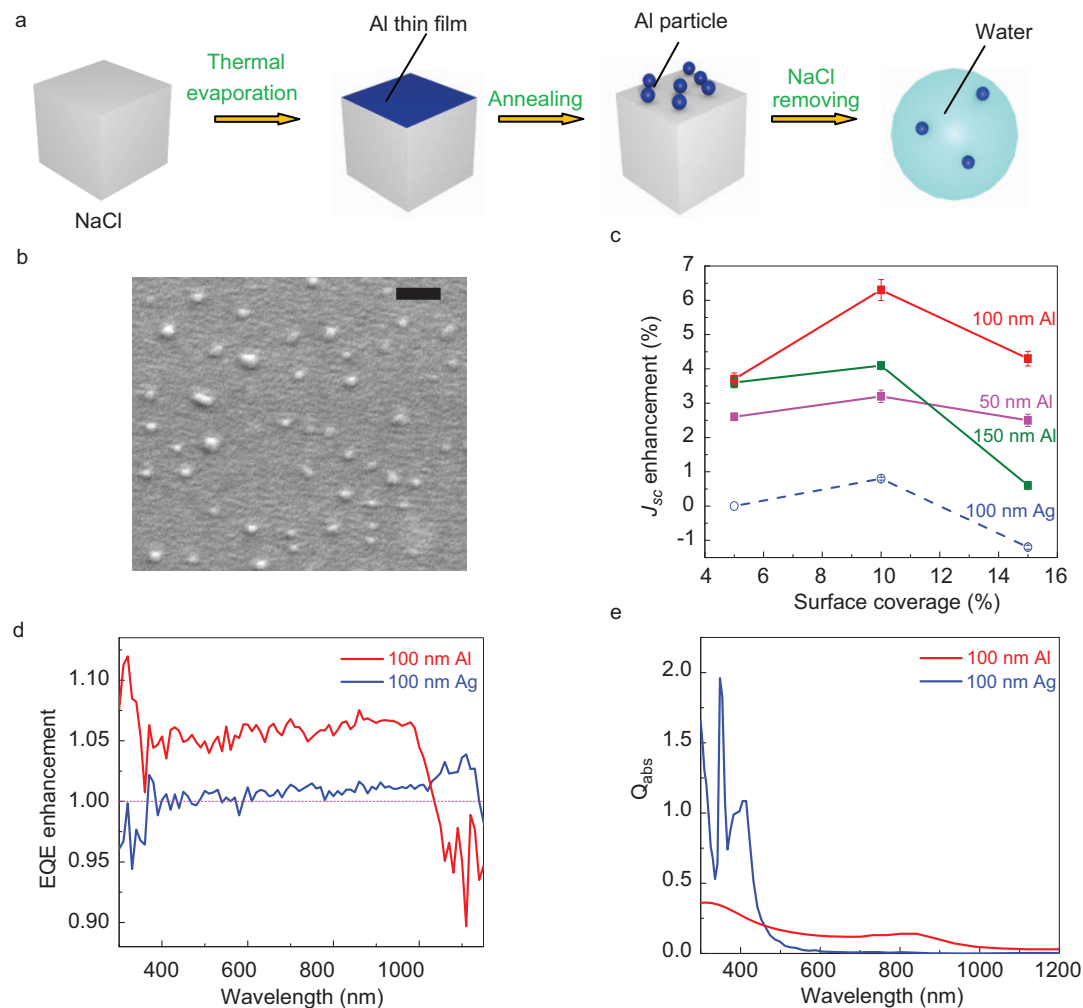 a
Al thin film
Al particle
Water
Thermal
evaporation
Annealing
NaCl
removing
NaCl
b
c
7
6
5
4
3
2
1
0
-1
Jsc enhancement (%)
100 nm Al
50 nm Al
150 nm Al
100 nm Ag
4
6
8
10
12
14
16
Surface coverage (%)
d
100 nm Al
100 nm Ag
1.10
1.05
1.00
0.95
0.90
EQE enhancement
400
600
800
1000
Wavelength (nm)
e
100 nm Al
100 nm Ag
2.0
1.5
1.0
0.5
0.0
Qabs
400
600
800
1000
1200
Wavelength (nm)